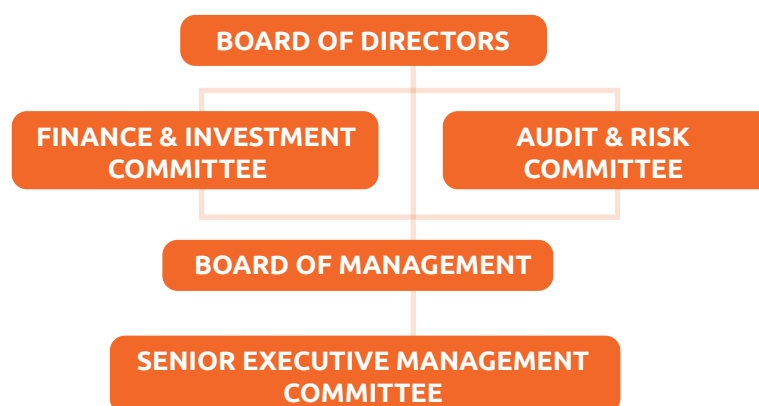 BOARD OF DIRECTORS
FINANCE & INVESTMENT
COMMITTEE
AUDIT & RISK
COMMITTEE
BOARD OF MANAGEMENT
SENIOR EXECUTIVE MANAGEMENT
COMMITTEE